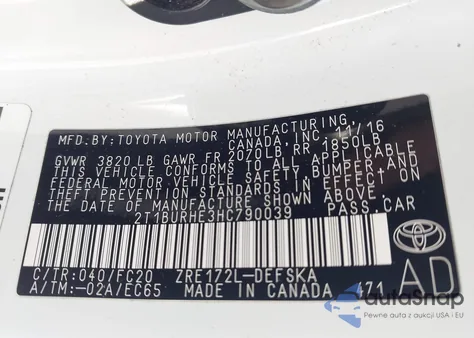 MFD.BY:TOYOTA MOTOR MANUFACTURING,
CANADA, INC. 11/16
GVWR 3820 LB GAWR FR 2070LB RR 1850LB
THIS VEHICLE CONFORMS TO ALL APPLICABLE
FEDERAL MOTOR VEHICLE SAFETY, BUMPER AND
THEFT PREVENTION STANDARDS IN EFFECT ON
THE DATE OF MANUFACTURE SHOWN ABOVE.
2T1BURHE3HC790039 PASS.CAR
C/TR:040/FC20 ZRE172L-DEFSKA
A/TM:-02A/EC65 MADE IN CANADA 471
AD
autoSnap
Pewne auta z aukcji USA i EU